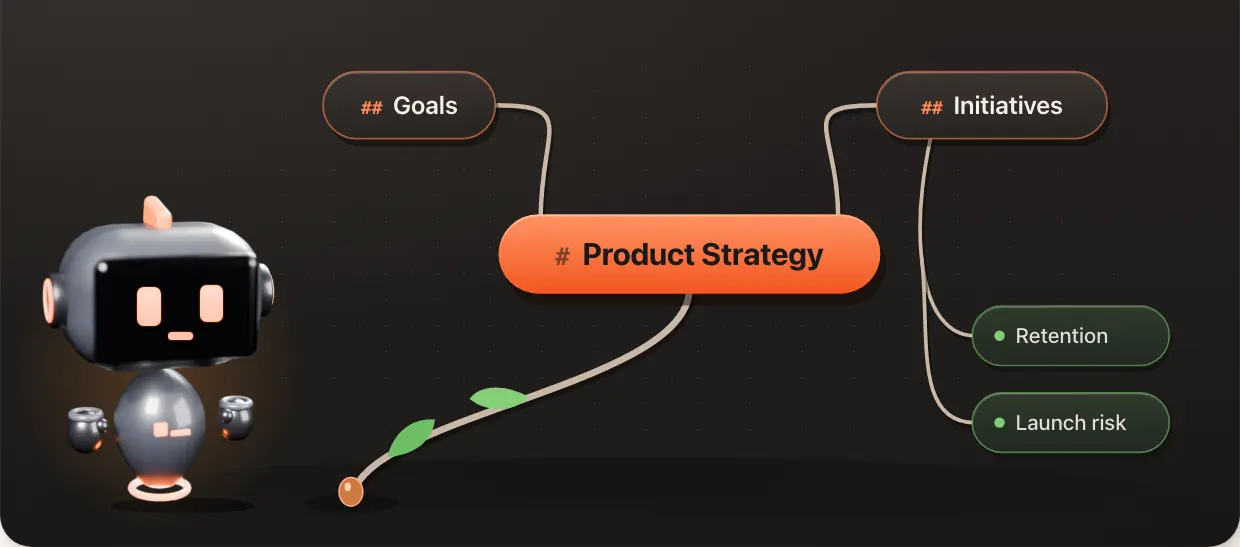 ## Goals
## Initiatives
# Product Strategy
Retention
Launch risk